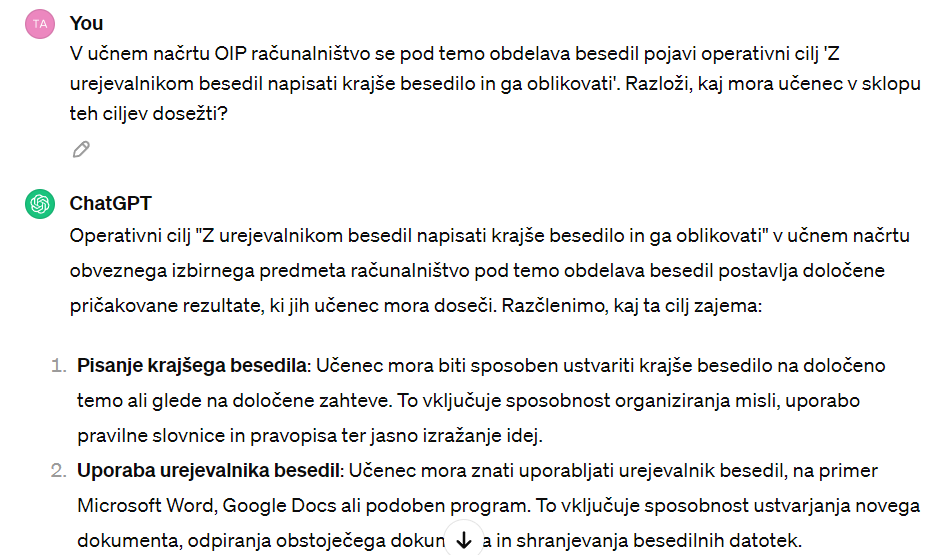 TA
You
V učnem načrtu OIP računalništvo se pod temo obdelava besedil pojavi operativni cilj 'Z
urejevalnikom besedil napisati krajše besedilo in ga oblikovati'. Razloži, kaj mora učenec v sklopu
teh ciljev dosežti?
ChatGPT
Operativni cilj "Z urejevalnikom besedil napisati krajše besedilo in ga oblikovati" v učnem načrtu
obveznega izbirnega predmeta računalništvo pod temo obdelava besedil postavlja določene
pričakovane rezultate, ki jih učenec mora doseči. Razčlenimo, kaj ta cilj zajema:
1. Pisanje krajšega besedila: Učenec mora biti sposoben ustvariti krajše besedilo na določeno
temo ali glede na določene zahteve. To vključuje sposobnost organiziranja misli, uporabo
pravilne slovnice in pravopisa ter jasno izražanje idej.
2. Uporaba urejevalnika besedil: Učenec mora znati uporabljati urejevalnik besedil, na primer
Microsoft Word, Google Docs ali podoben program. To vključuje sposobnost ustvarjanja novega
dokumenta, odpiranja obstoječega in shranjevanja besedilnih datotek.